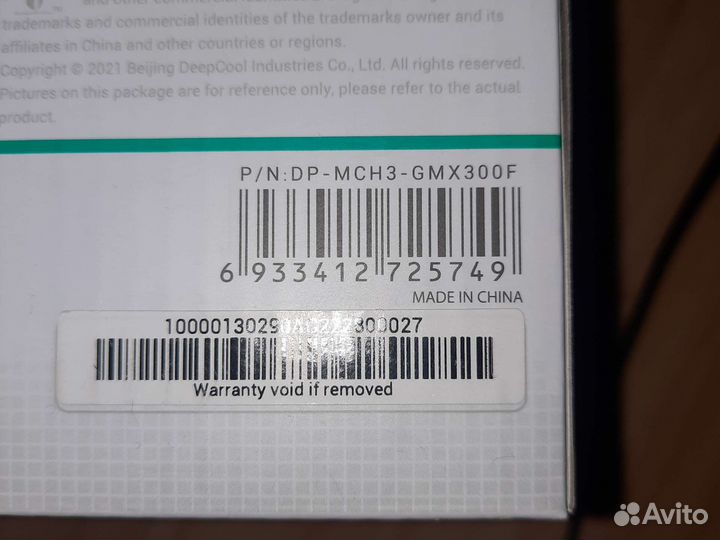 trademarks and commercial identities of the trademarks owner and its
affiliates in China and other countries or regions.
Copyright © 2021 Beijing DeepCool Industries Co., Ltd. All rights reserved.
Pictures on this package are for reference only, please refer to the actual
product.
P/N:DP-MCH3-GMX300F
6 933412 725749
MADE IN CHINA
Warranty void if removed
Avito